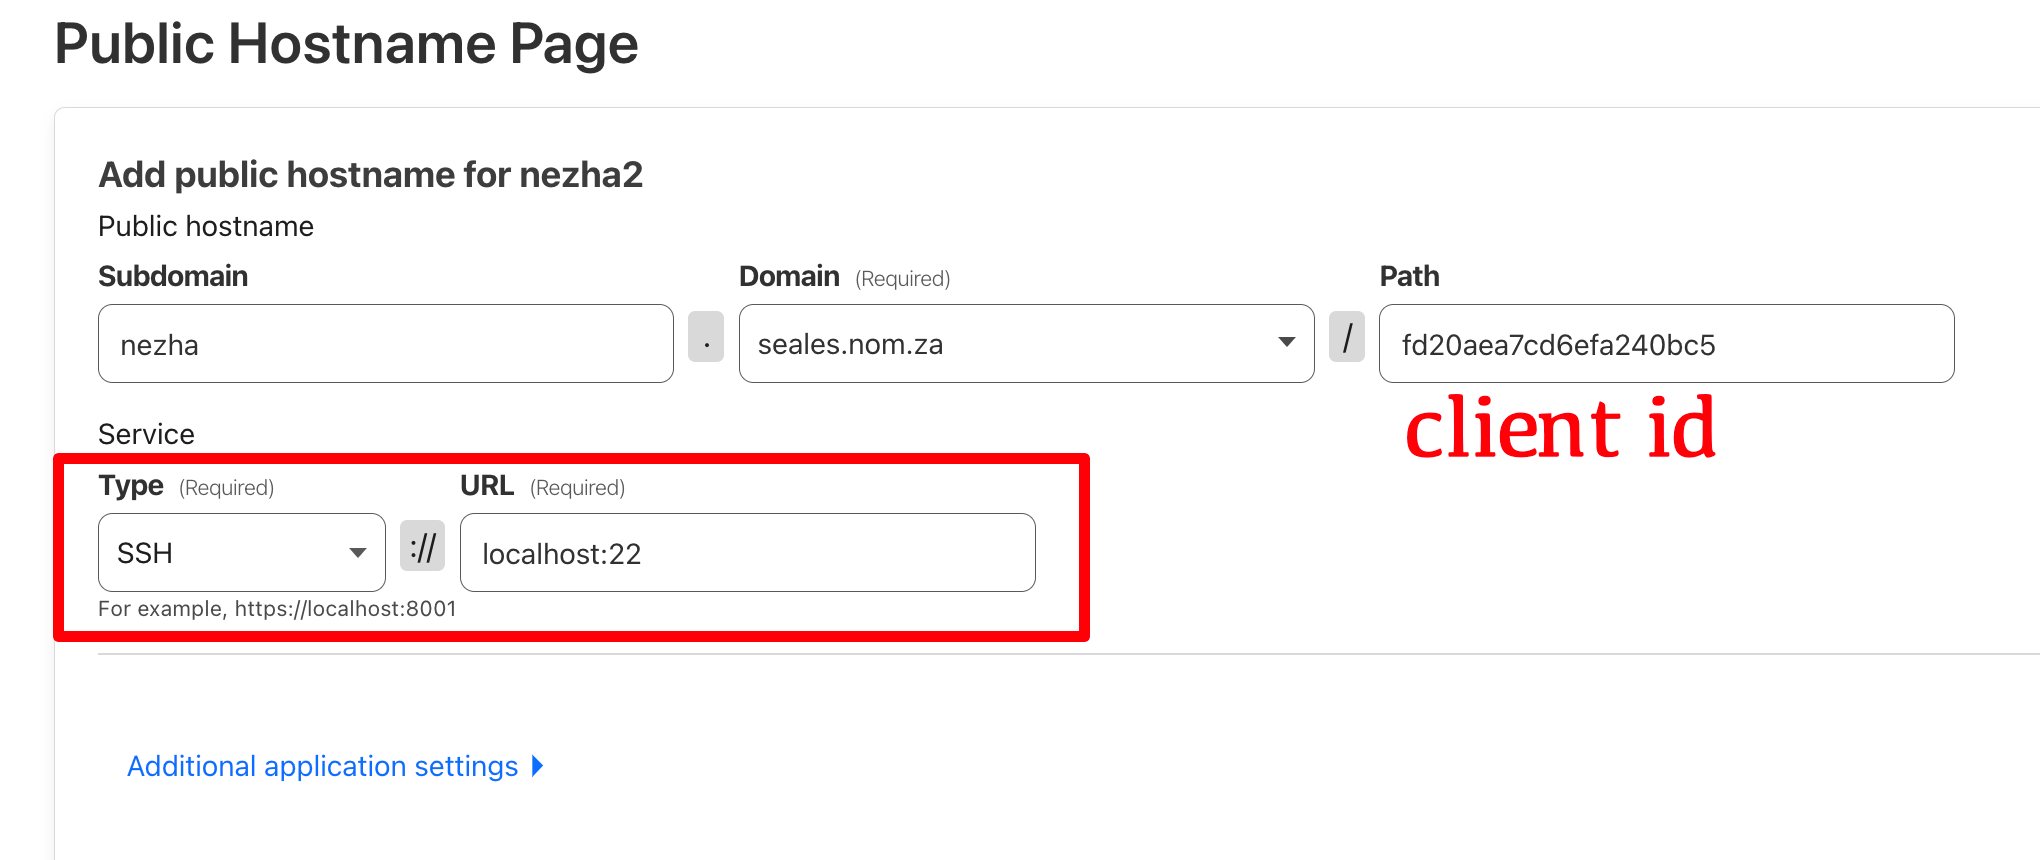 Public Hostname Page
Add public hostname for nezha2
Public hostname
Subdomain
Domain (Required)
Path
nezha
.
seales.nom.za
/
fd20aea7cd6efa240bc5
client id
Service
Type (Required)
URL (Required)
SSH
://
localhost:22
For example, https://localhost:8001
Additional application settings